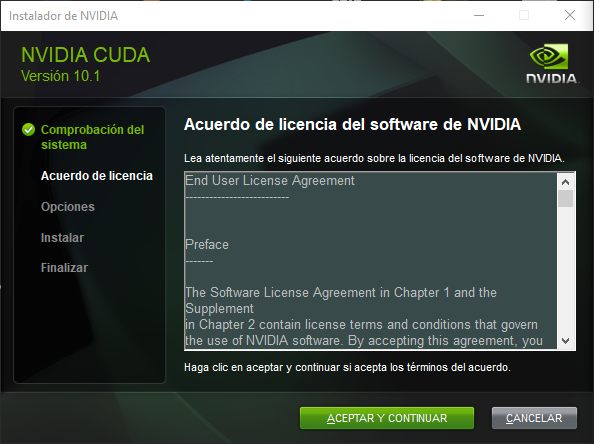 Instalador de NVIDIA
NVIDIA CUDA
Versión 10.1
NVIDIA.
Comprobación del
sistema
Acuerdo de licencia
Opciones
Instalar
Finalizar
Acuerdo de licencia del software de NVIDIA
Lea atentamente el siguiente acuerdo sobre la licencia del software de NVIDIA.
End User License Agreement
--------------------------
Preface
-------
The Software License Agreement in Chapter 1 and the
Supplement
in Chapter 2 contain license terms and conditions that govern
the use of NVIDIA software. By accepting this agreement, you
Haga clic en aceptar y continuar si acepta los términos del acuerdo.
ACEPTAR Y CONTINUAR
CANCELAR